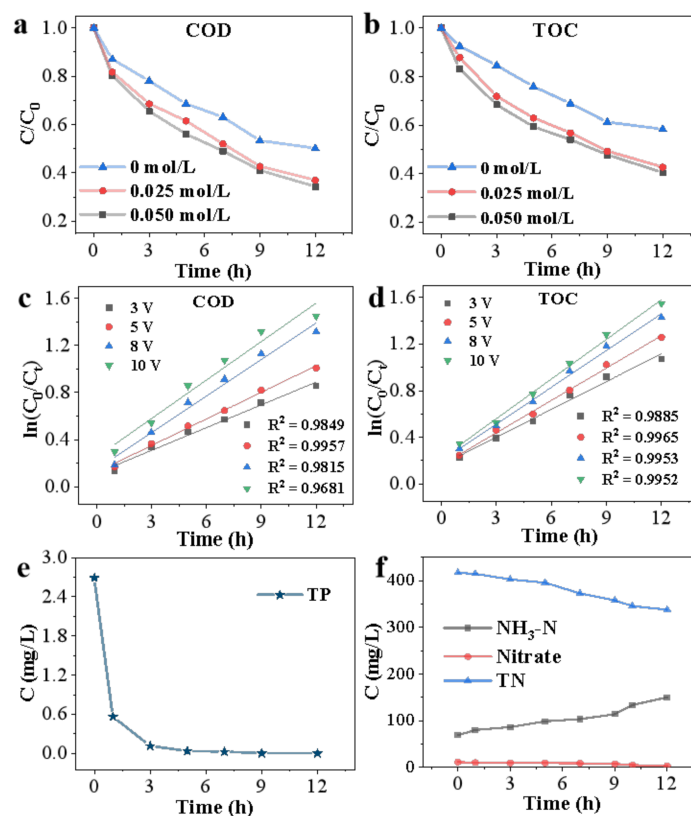 a
COD
C/C₀
1.0
0.8
0.6
0.4
0.2
0 mol/L
0.025 mol/L
0.050 mol/L
0 3 6 9 12
Time (h)
b
TOC
C/C₀
1.0
0.8
0.6
0.4
0.2
0 mol/L
0.025 mol/L
0.050 mol/L
0 3 6 9 12
Time (h)
c
COD
ln(C₀/Cₜ)
1.6
1.2
0.8
0.4
0.0
3 V
5 V
8 V
10 V
R² = 0.9849
R² = 0.9957
R² = 0.9815
R² = 0.9681
0 3 6 9 12
Time (h)
d
TOC
ln(C₀/Cₜ)
1.6
1.2
0.8
0.4
0.0
3 V
5 V
8 V
10 V
R² = 0.9885
R² = 0.9965
R² = 0.9953
R² = 0.9952
0 3 6 9 12
Time (h)
e
C (mg/L)
3.0
2.4
1.8
1.2
0.6
0.0
TP
0 3 6 9 12
Time (h)
f
C (mg/L)
400
300
200
100
0
NH₃-N
Nitrate
TN
0 3 6 9 12
Time (h)